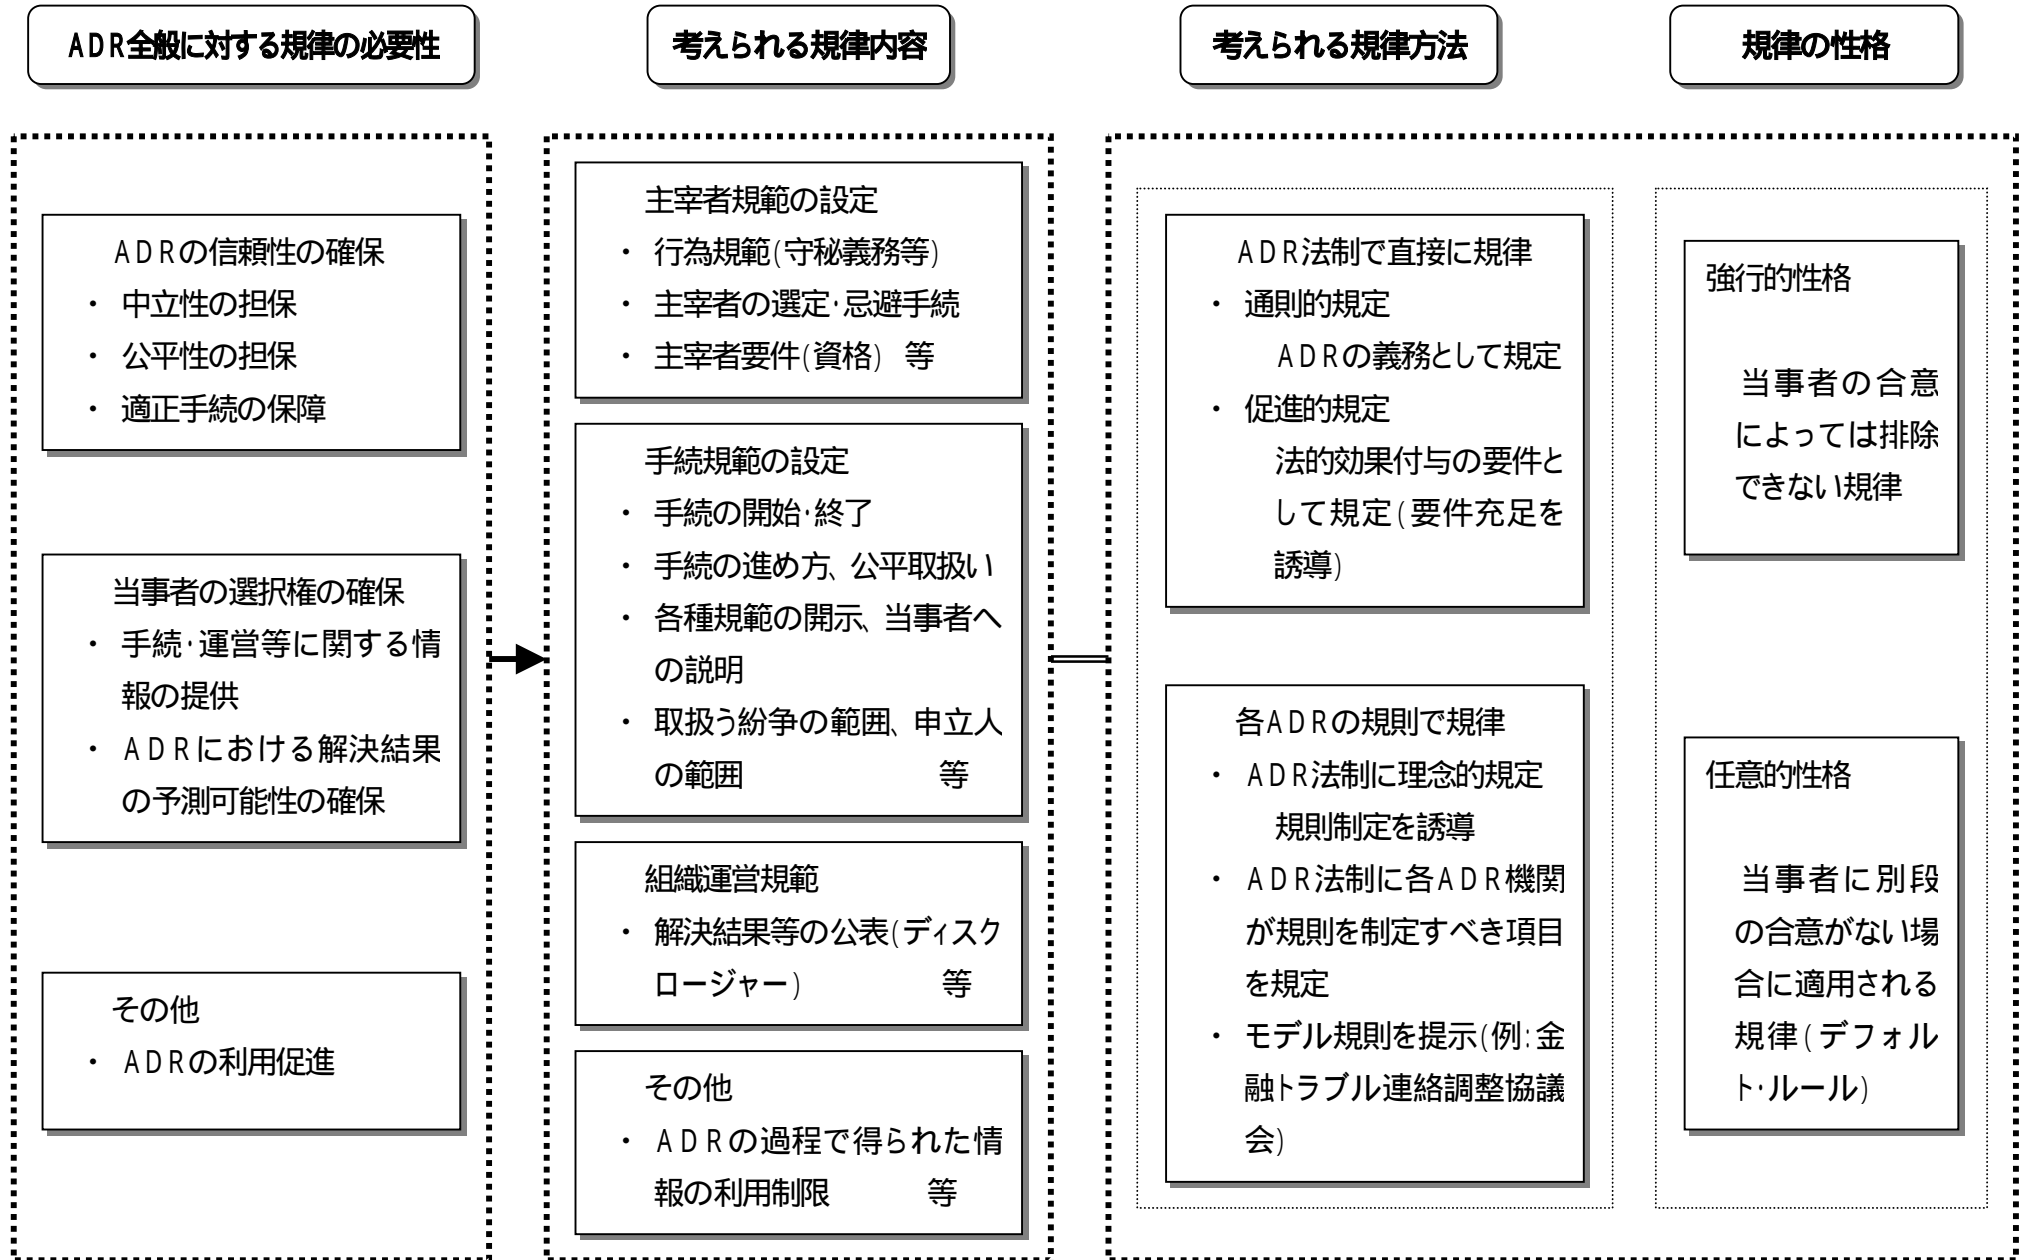 ADR全般に対する規律の必要性
考えられる規律内容
考えられる規律方法
規律の性格
ADRの信頼性の確保
・ 中立性の担保
・ 公平性の担保
・ 適正手続の保障
当事者の選択権の確保
・ 手続・運営等に関する情
報の提供
・ ADRにおける解決結果
の予測可能性の確保
その他
・ ADRの利用促進
主宰者規範の設定
・ 行為規範(守秘義務等)
・ 主宰者の選定・忌避手続
・ 主宰者要件(資格) 等
手続規範の設定
・ 手続の開始・終了
・ 手続の進め方、公平取扱い
・ 各種規範の開示、当事者へ
の説明
・ 取扱う紛争の範囲、申立人
の範囲 等
組織運営規範
・ 解決結果等の公表(ディスク
ロージャー) 等
その他
・ ADRの過程で得られた情
報の利用制限 等
ADR法制で直接に規律
・ 通則的規定
ADRの義務として規定
・ 促進的規定
法的効果付与の要件と
して規定(要件充足を
誘導)
各ADRの規則で規律
・ ADR法制に理念的規定
規則制定を誘導
・ ADR法制に各ADR機関
が規則を制定すべき項目
を規定
・ モデル規則を提示(例:金
融トラブル連絡調整協議
会)
強行的性格
当事者の合意
によっては排除
できない規律
任意的性格
当事者に別段
の合意がない場
合に適用される
規律(デフォル
ト・ルール)